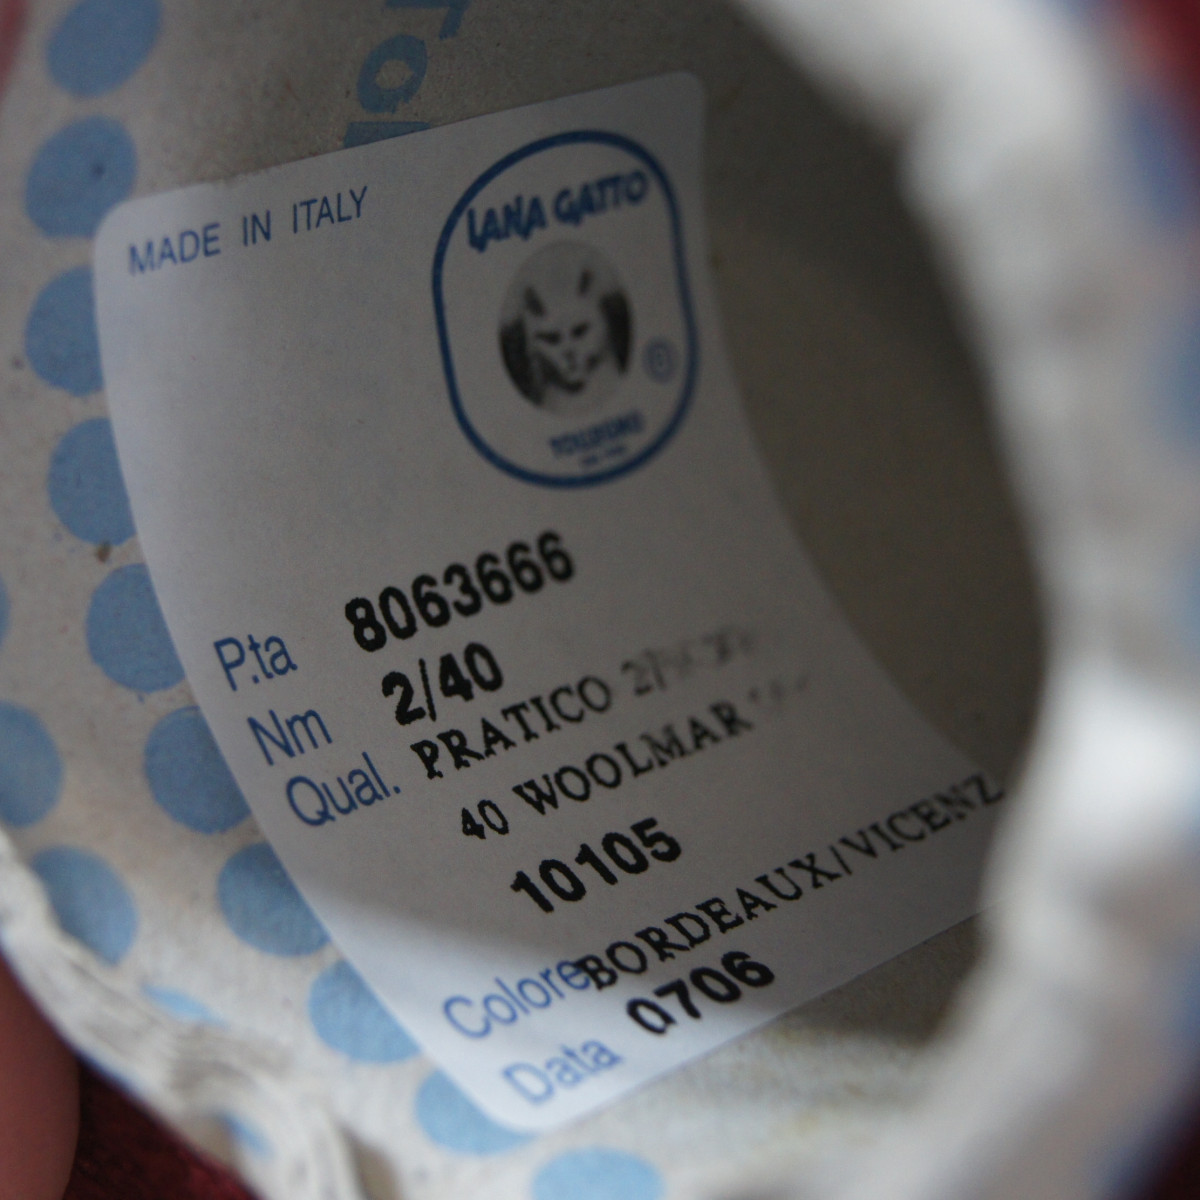 MADE IN ITALY
LANA GATTO
TOLLEGNO
P.ta 8063666
Nm 2/40
Qual. PRATICO
40 WOOLMAR
10105
Colore BORDEAUX/VICENZ
Data 0706